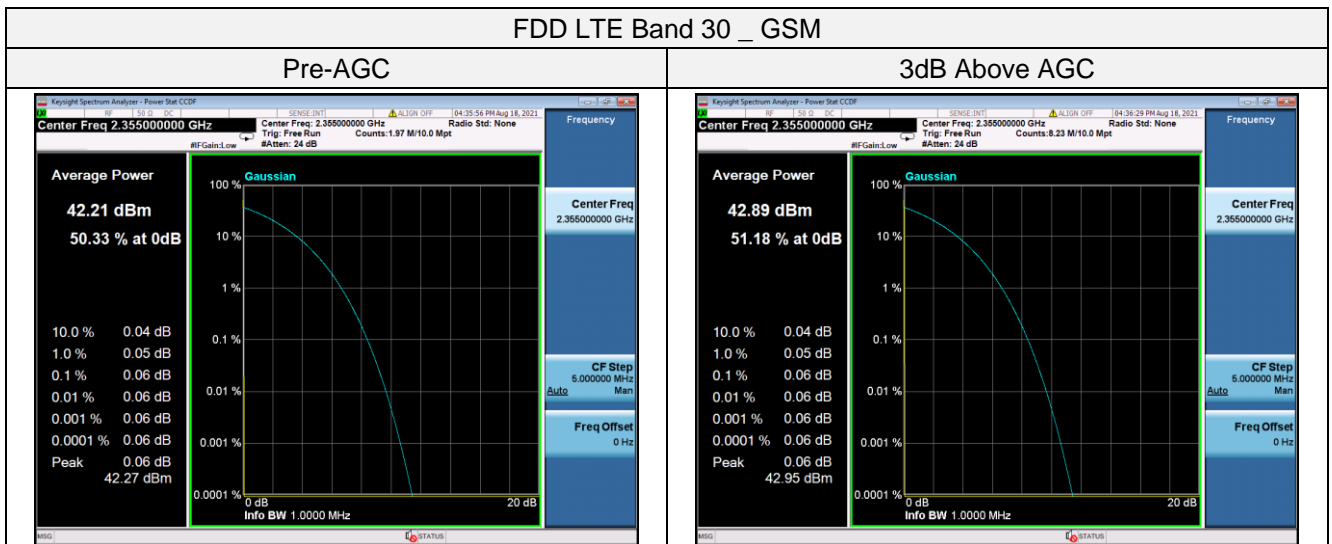 FDD LTE Band 30 _ GSM
Pre-AGC
3dB Above AGC
Keysight Spectrum Analyzer - Power Stat CCDF
RF 50 Ω DC SENSE:INT ALIGN OFF 04:35:56 PM Aug 18, 2021
Center Freq 2.355000000 GHz
Center Freq: 2.355000000 GHz Radio Std: None
Trig: Free Run Counts:1.97 M/10.0 Mpt
#IFGain:Low #Atten: 24 dB
Frequency
Average Power
42.21 dBm
50.33 % at 0dB
10.0 % 0.04 dB
1.0 % 0.05 dB
0.1 % 0.06 dB
0.01 % 0.06 dB
0.001 % 0.06 dB
0.0001 % 0.06 dB
Peak 0.06 dB
42.27 dBm
Gaussian
100 %
10 %
1 %
0.1 %
0.01 %
0.001 %
0.0001 %
0 dB 20 dB
Info BW 1.0000 MHz
Center Freq
2.355000000 GHz
CF Step
5.000000 MHz
Auto Man
Freq Offset
0 Hz
MSG STATUS
Keysight Spectrum Analyzer - Power Stat CCDF
RF 50 Ω DC SENSE:INT ALIGN OFF 04:36:29 PM Aug 18, 2021
Center Freq 2.355000000 GHz
Center Freq: 2.355000000 GHz Radio Std: None
Trig: Free Run Counts:8.23 M/10.0 Mpt
#IFGain:Low #Atten: 24 dB
Frequency
Average Power
42.89 dBm
51.18 % at 0dB
10.0 % 0.04 dB
1.0 % 0.05 dB
0.1 % 0.06 dB
0.01 % 0.06 dB
0.001 % 0.06 dB
0.0001 % 0.06 dB
Peak 0.06 dB
42.95 dBm
Gaussian
100 %
10 %
1 %
0.1 %
0.01 %
0.001 %
0.0001 %
0 dB 20 dB
Info BW 1.0000 MHz
Center Freq
2.355000000 GHz
CF Step
5.000000 MHz
Auto Man
Freq Offset
0 Hz
MSG STATUS